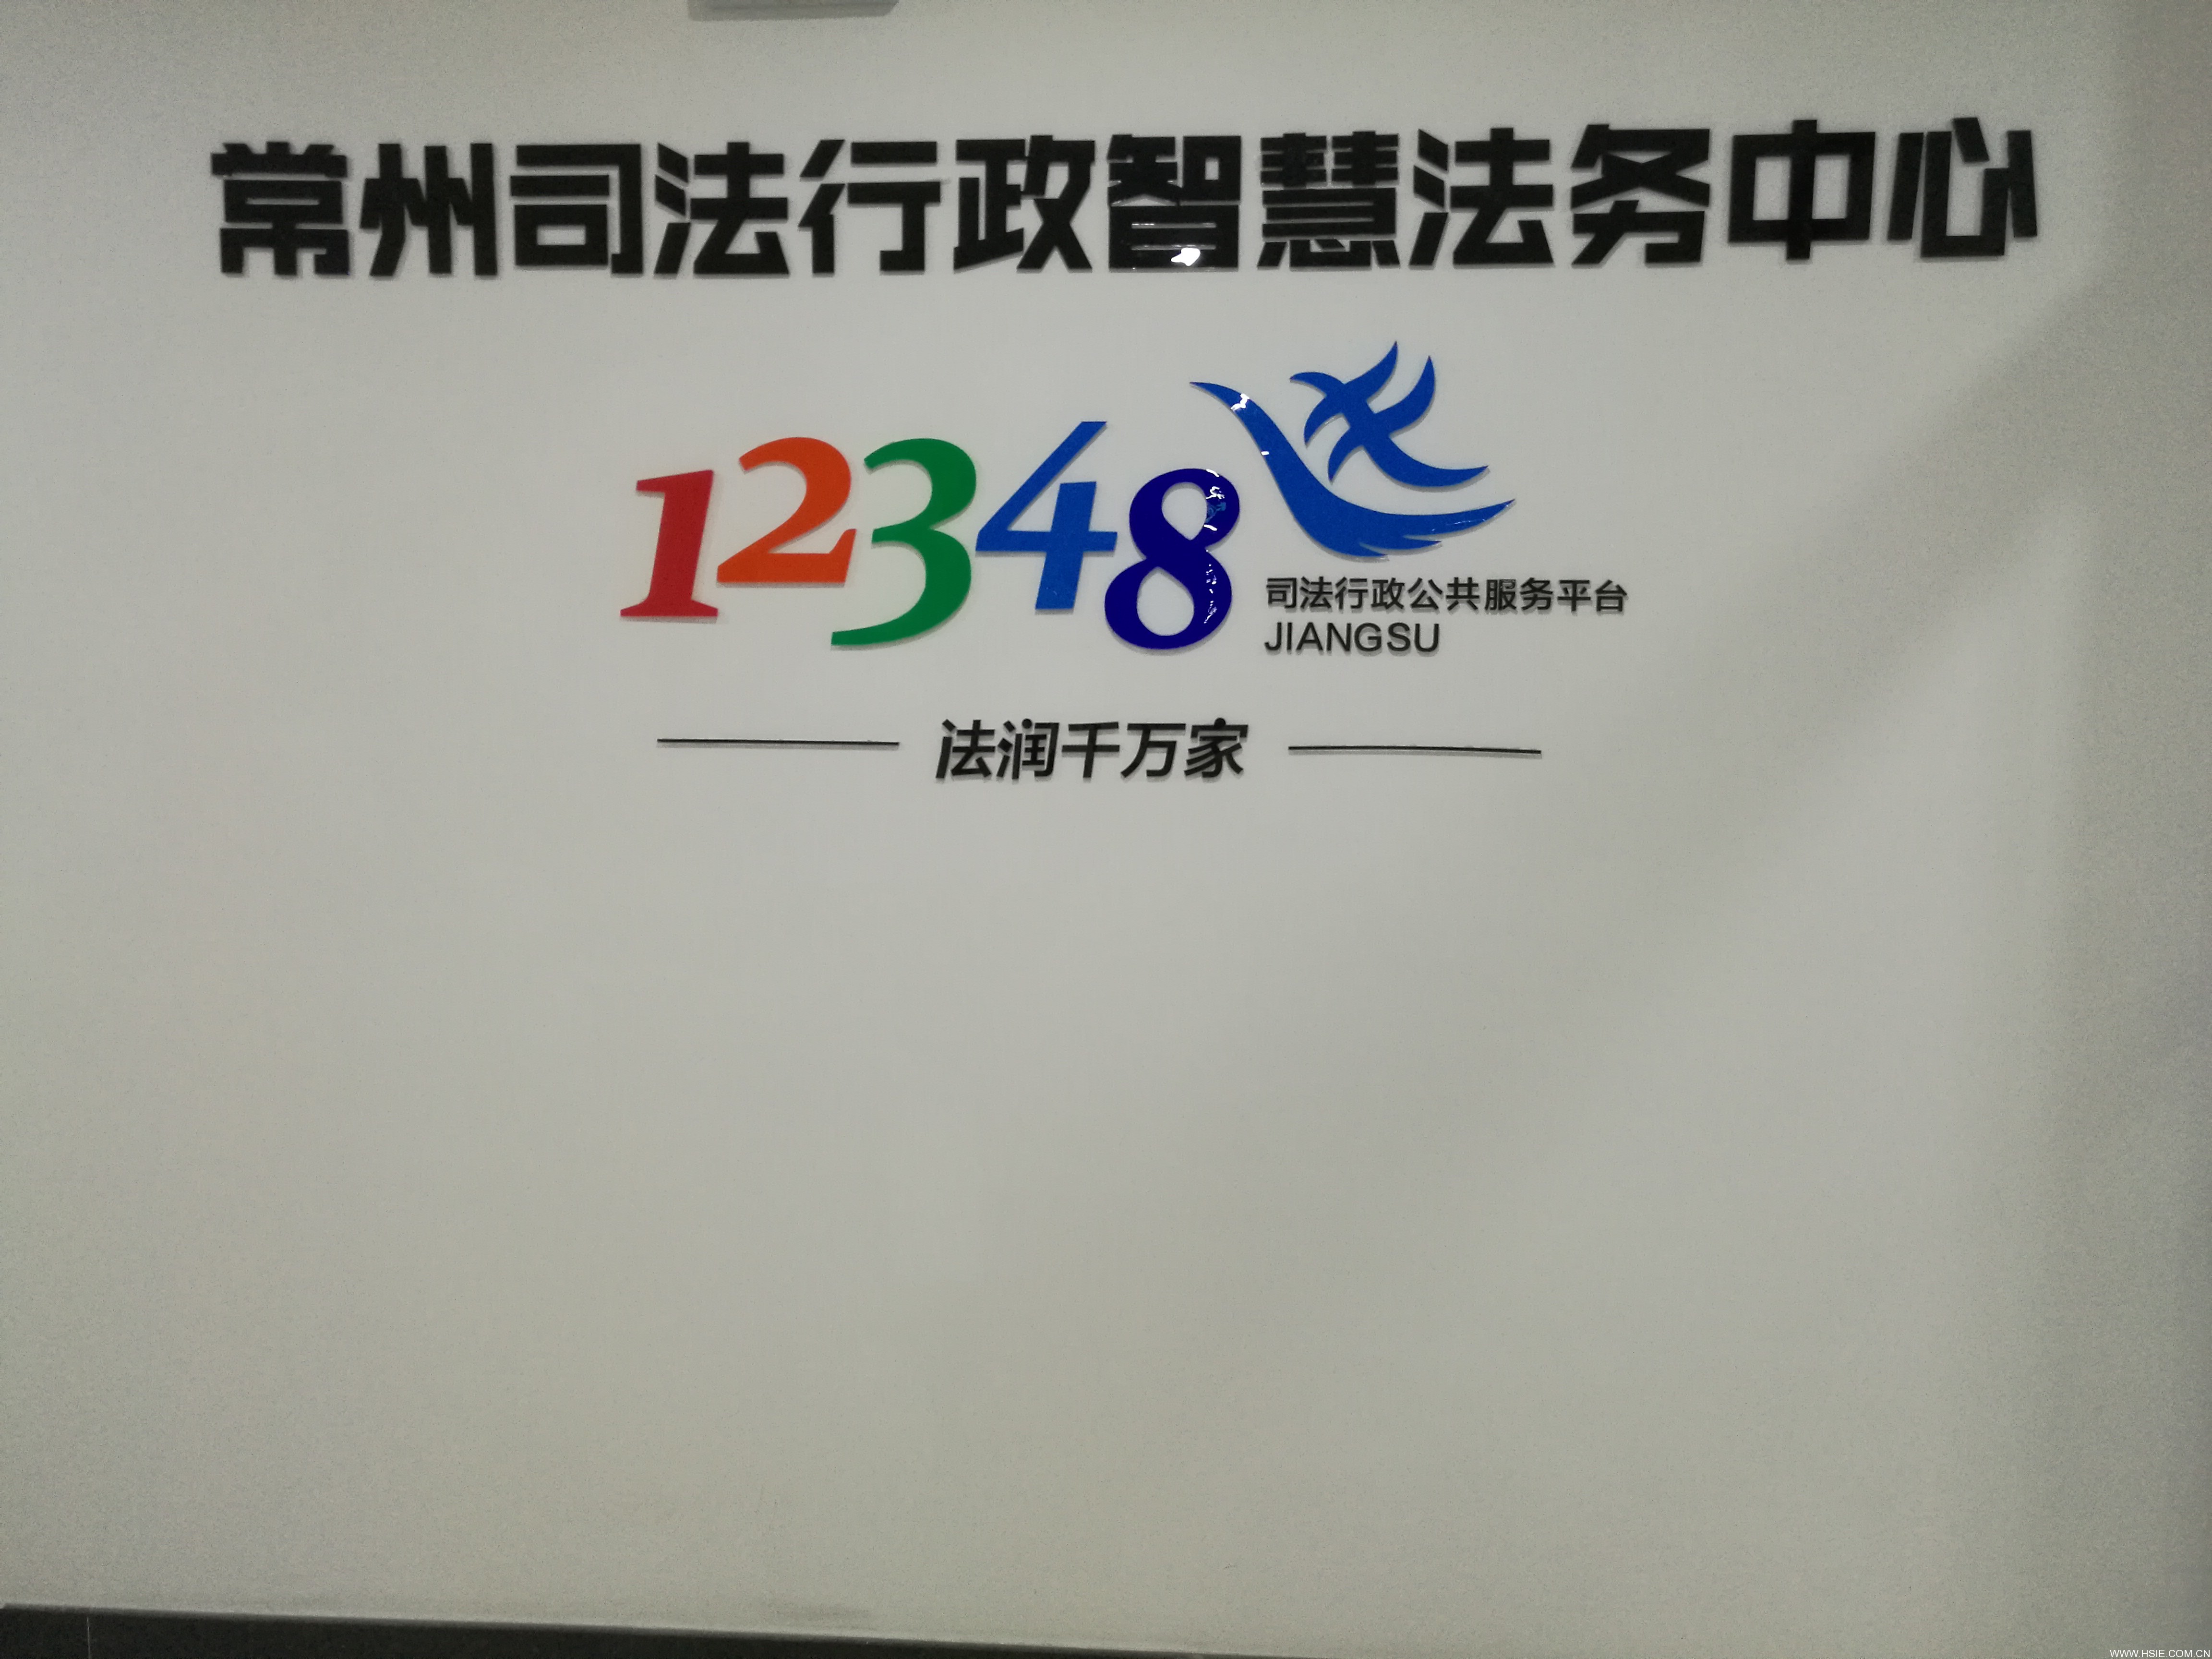 常州司法行政智慧法务中心
12348
司法行政公共服务平台
JIANGSU
法润千万家
WWW.HSIE.COM.CN